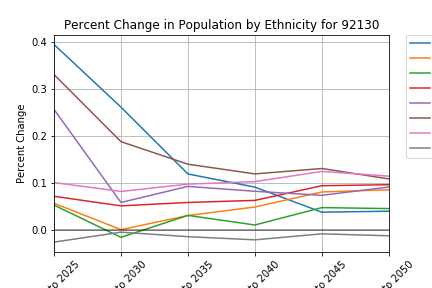 Percent Change in Population by Ethnicity for 92130
Percent Change
0.4
0.3
0.2
0.1
0.0
to 2025
to 2030
to 2035
to 2040
to 2045
to 2050